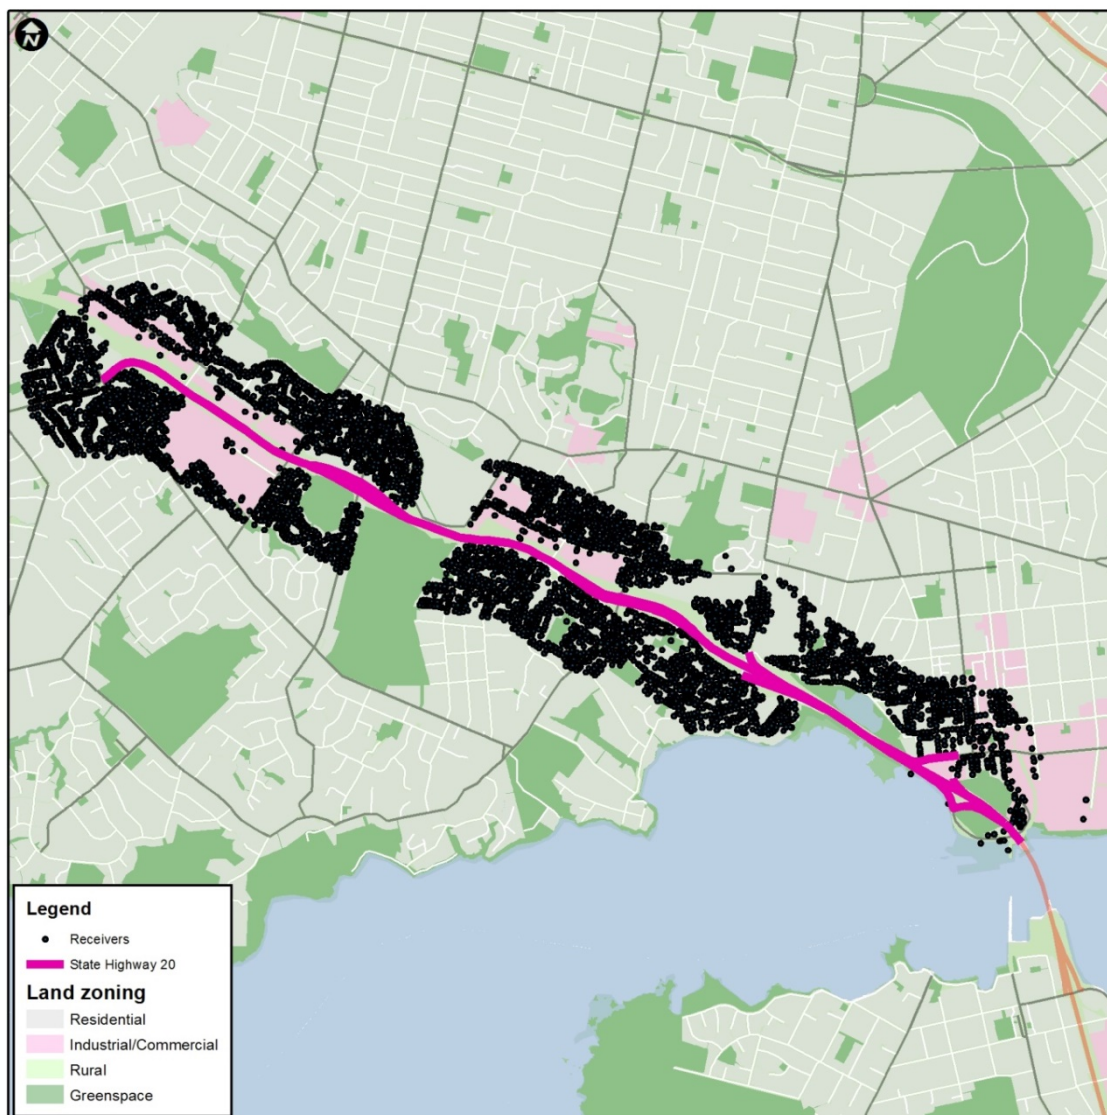 N
Legend
Receivers
State Highway 20
Land zoning
Residential
Industrial/Commercial
Rural
Greenspace